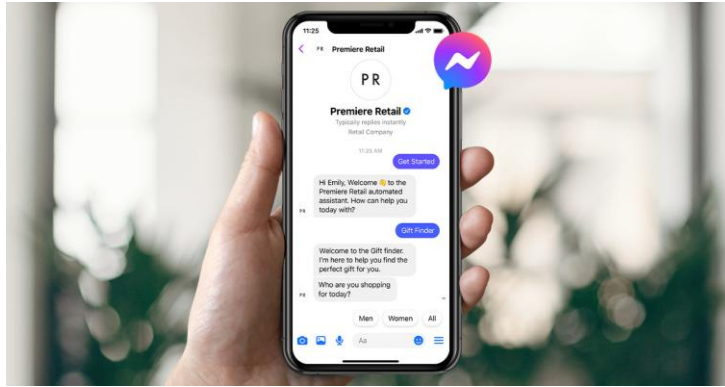 11:25
PR Premiere Retail
PR
Premiere Retail
Typically replies instantly
Retail Company
11:25 AM
Get Started
Hi Emily, Welcome 👋 to the
Premiere Retail automated
assistant. How can help you
today with?
PR
Gift Finder
Welcome to the Gift finder.
I'm here to help you find the
perfect gift for you.
Who are you shopping
for today?
PR
Men Women All
Aa